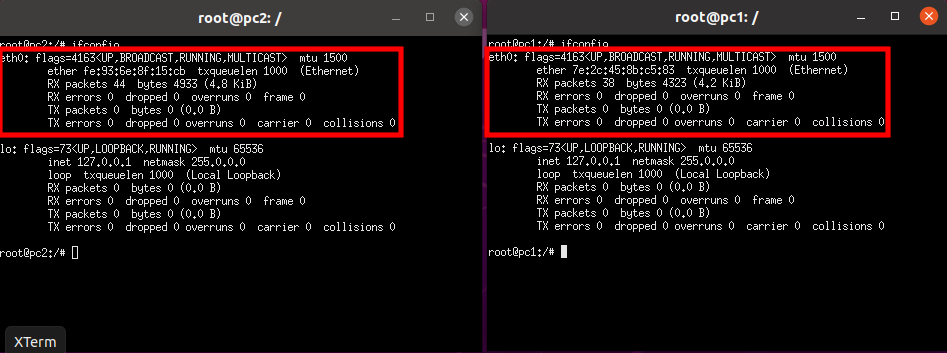 root@pc2: /
root@pc2:/# ifconfig
eth0: flags=4163<UP,BROADCAST,RUNNING,MULTICAST>  mtu 1500
ether fe:93:6e:8f:15:cb  txqueuelen 1000  (Ethernet)
RX packets 44  bytes 4933 (4.8 KiB)
RX errors 0  dropped 0  overruns 0  frame 0
TX packets 0  bytes 0 (0.0 B)
TX errors 0  dropped 0 overruns 0  carrier 0  collisions 0
lo: flags=73<UP,LOOPBACK,RUNNING>  mtu 65536
inet 127.0.0.1  netmask 255.0.0.0
loop  txqueuelen 1000  (Local Loopback)
RX packets 0  bytes 0 (0.0 B)
RX errors 0  dropped 0  overruns 0  frame 0
TX packets 0  bytes 0 (0.0 B)
TX errors 0  dropped 0 overruns 0  carrier 0  collisions 0
root@pc2:/#
XTerm
root@pc1: /
root@pc1:/# ifconfig
eth0: flags=4163<UP,BROADCAST,RUNNING,MULTICAST>  mtu 1500
ether 7e:2c:45:8b:c5:83  txqueuelen 1000  (Ethernet)
RX packets 38  bytes 4323 (4.2 KiB)
RX errors 0  dropped 0  overruns 0  frame 0
TX packets 0  bytes 0 (0.0 B)
TX errors 0  dropped 0 overruns 0  carrier 0  collisions 0
lo: flags=73<UP,LOOPBACK,RUNNING>  mtu 65536
inet 127.0.0.1  netmask 255.0.0.0
loop  txqueuelen 1000  (Local Loopback)
RX packets 0  bytes 0 (0.0 B)
RX errors 0  dropped 0  overruns 0  frame 0
TX packets 0  bytes 0 (0.0 B)
TX errors 0  dropped 0 overruns 0  carrier 0  collisions 0
root@pc1:/#